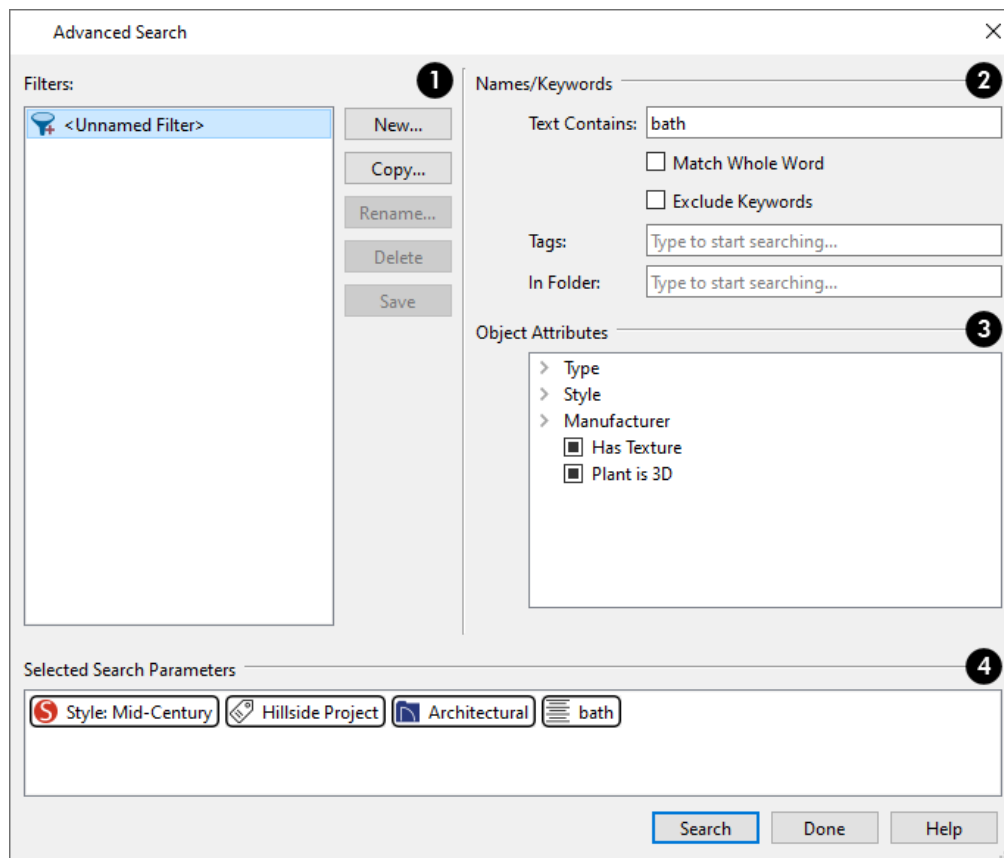 Advanced Search
Filters:
1
<Unnamed Filter>
New...
Copy...
Rename...
Delete
Save
Names/Keywords
2
Text Contains: bath
Match Whole Word
Exclude Keywords
Tags: Type to start searching...
In Folder: Type to start searching...
Object Attributes
3
Type
Style
Manufacturer
Has Texture
Plant is 3D
Selected Search Parameters
4
S Style: Mid-Century Hillside Project Architectural bath
Search Done Help